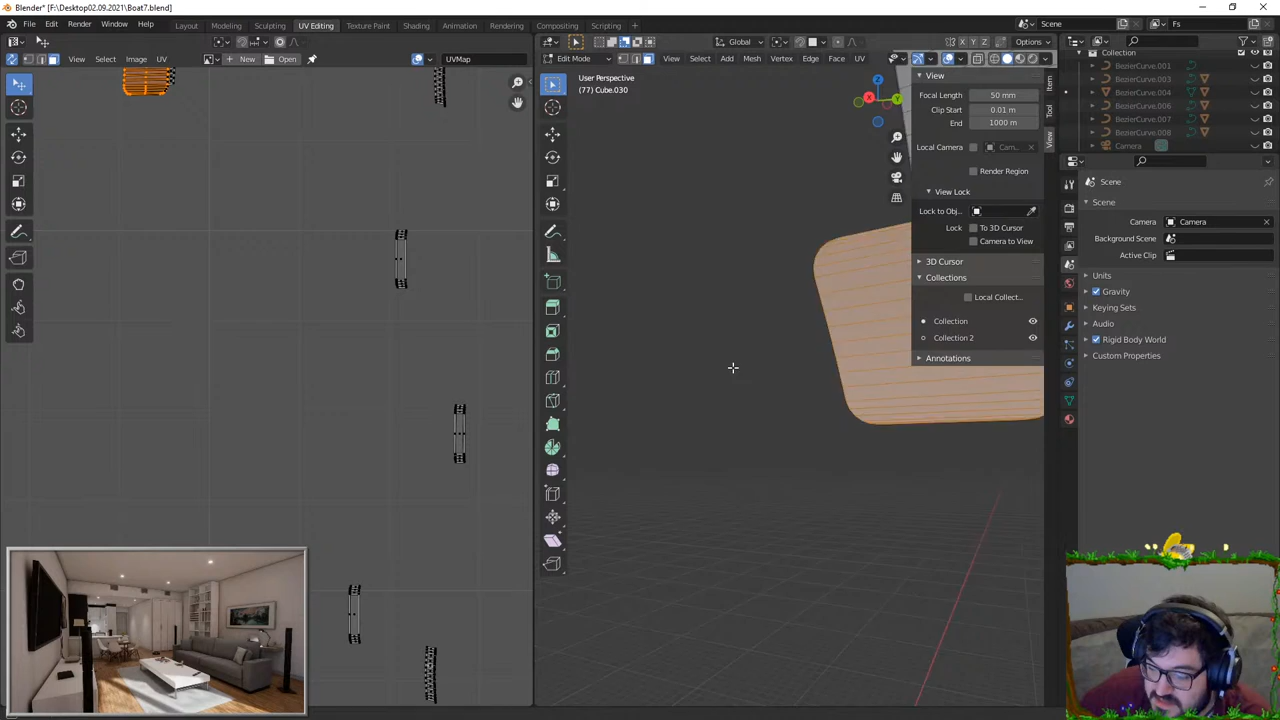 Blender* [F:\Desktop02.09.2021\Boat7.blend]
File Edit Render Window Help Layout Modeling Sculpting UV Editing Texture Paint Shading Animation Rendering Compositing Scripting + Scene Fs
Global Options
View Select Image UV New Open UVMap
Edit Mode View Select Add Mesh Vertex Edge Face UV
User Perspective
(77) Cube.030
X Y Z
View
Focal Length 50 mm
Clip Start 0.01 m
End 1000 m
Local Camera Cam...
Render Region
View Lock
Lock to Obj...
Lock To 3D Cursor
Camera to View
3D Cursor
Collections
Local Collect...
Collection
Collection 2
Annotations
Item
Tool
View
Collection
BezierCurve.001
BezierCurve.003
BezierCurve.004
BezierCurve.006
BezierCurve.007
BezierCurve.008
Camera
Scene
Scene
Camera Camera
Background Scene
Active Clip
Units
Gravity
Keying Sets
Audio
Rigid Body World
Custom Properties